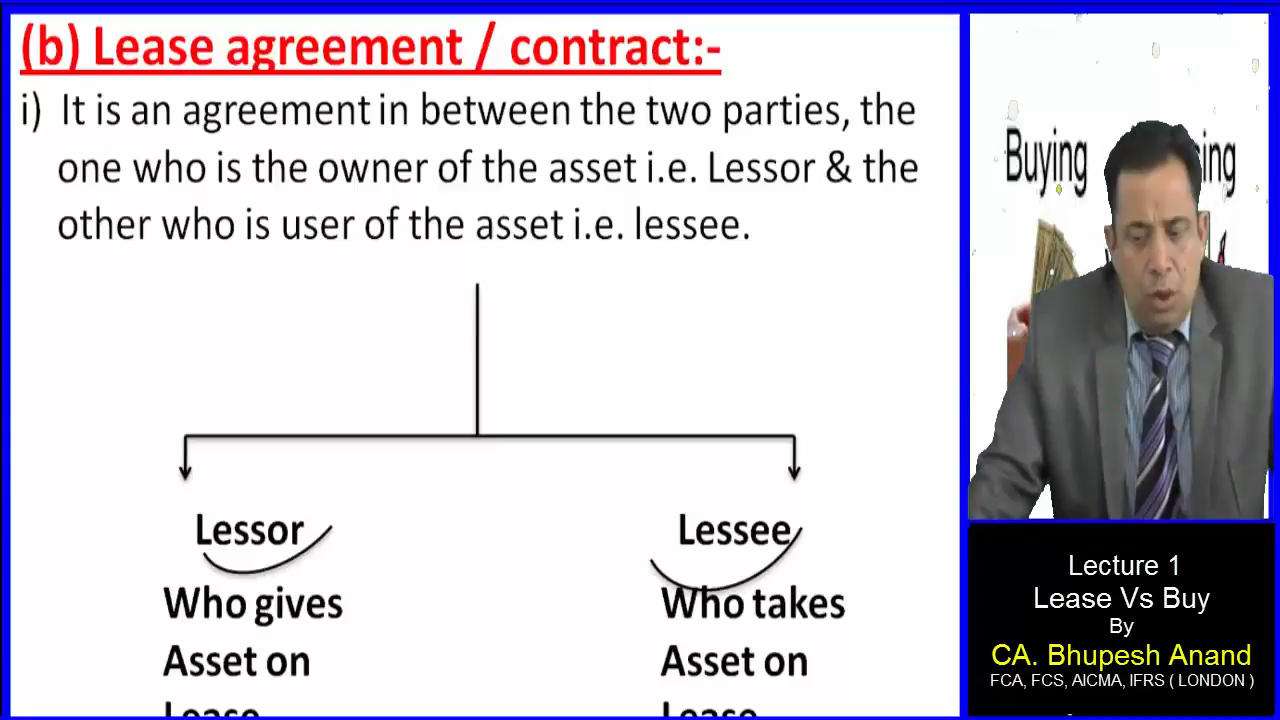 (b) Lease agreement / contract:-
i) It is an agreement in between the two parties, the
one who is the owner of the asset i.e. Lessor & the
other who is user of the asset i.e. lessee.
Lessor
Who gives
Asset on
Lease
Lessee
Who takes
Asset on
Lease
Buying
Lecture 1
Lease Vs Buy
By
CA. Bhupesh Anand
FCA, FCS, AICMA, IFRS ( LONDON )